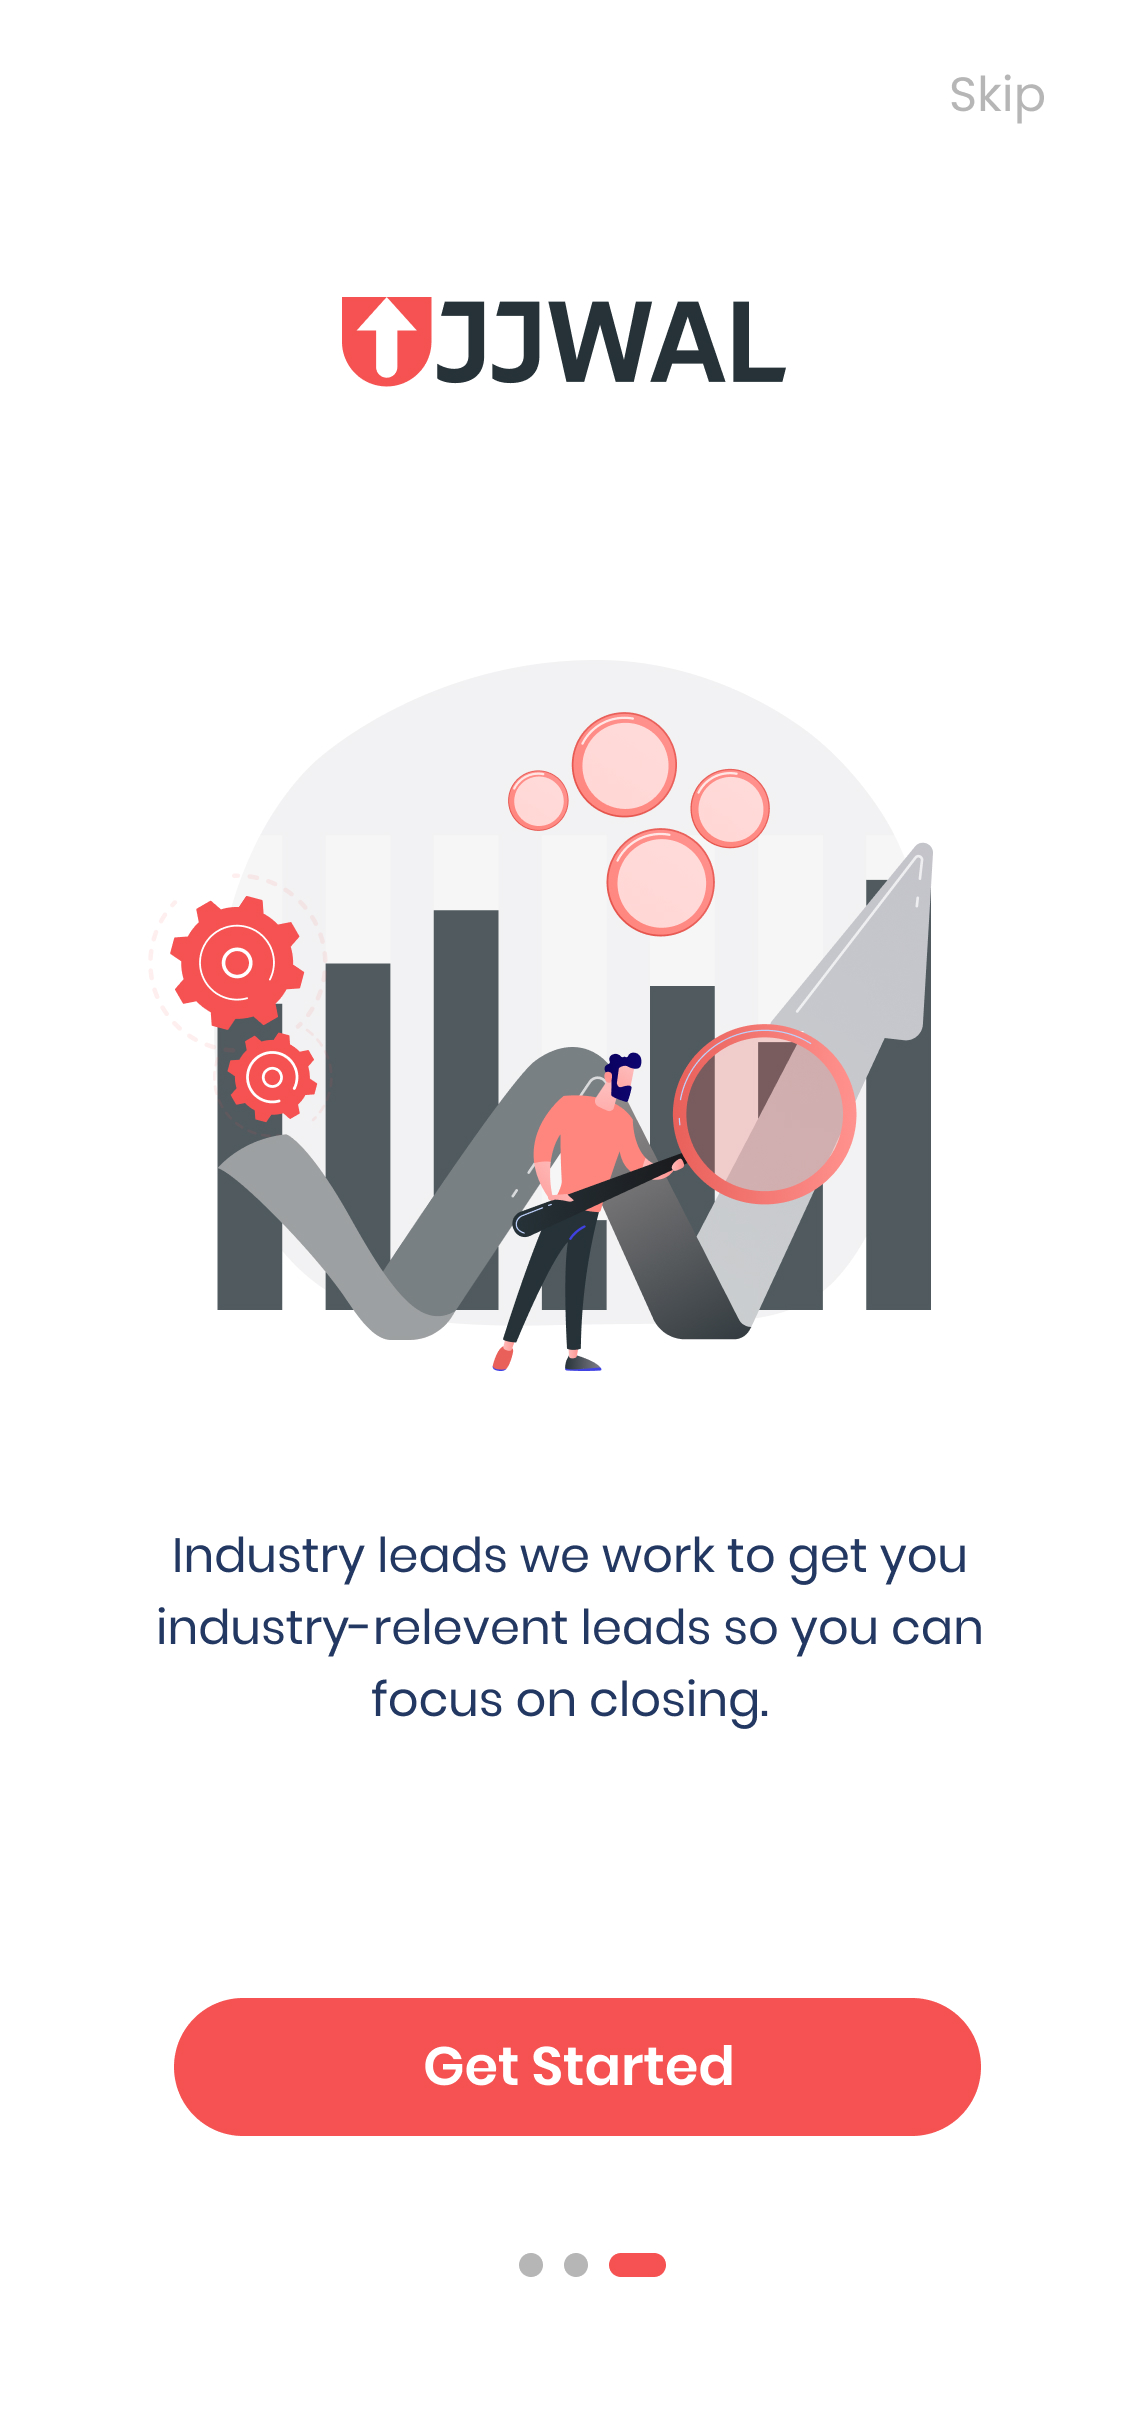 Skip
UJJWAL
Industry leads we work to get you
industry-relevent leads so you can
focus on closing.
Get Started